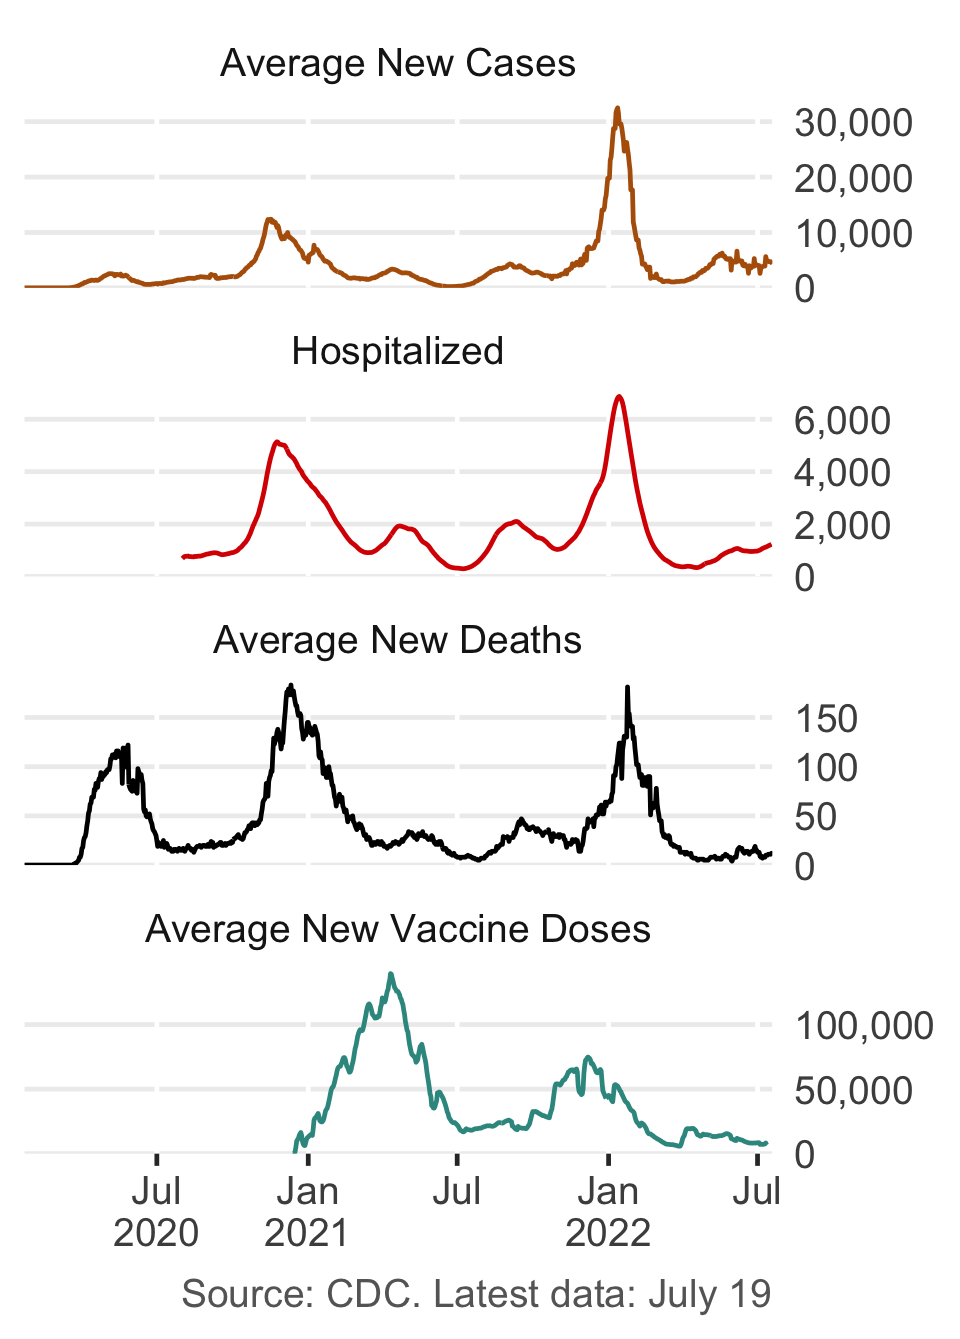 Average New Cases
30,000
20,000
10,000
0
Hospitalized
6,000
4,000
2,000
0
Average New Deaths
150
100
50
0
Average New Vaccine Doses
100,000
50,000
0
Jul Jan Jul Jan Jul
2020 2021 2022
Source: CDC. Latest data: July 19